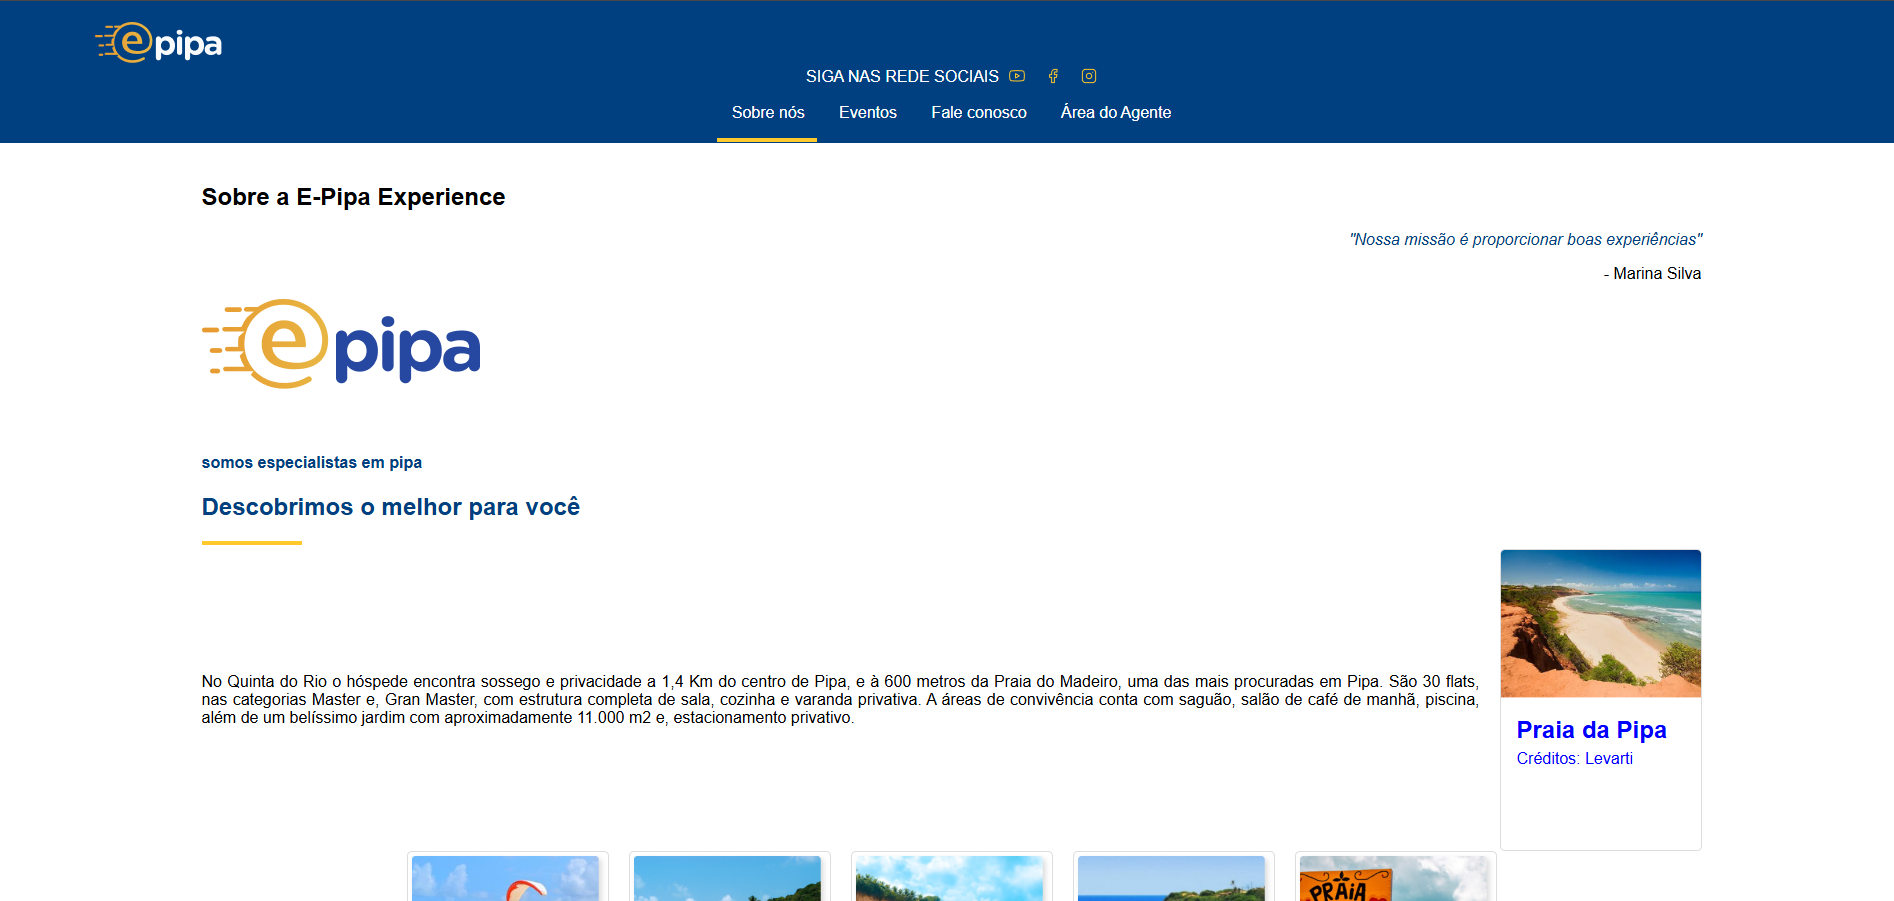 epipa
SIGA NAS REDE SOCIAIS
Sobre nós Eventos Fale conosco Área do Agente
Sobre a E-Pipa Experience
"Nossa missão é proporcionar boas experiências"
- Marina Silva
epipa
somos especialistas em pipa
Descobrimos o melhor para você
No Quinta do Rio o hóspede encontra sossego e privacidade a 1,4 Km do centro de Pipa, e à 600 metros da Praia do Madeiro, uma das mais procuradas em Pipa. São 30 flats,
nas categorias Master e, Gran Master, com estrutura completa de sala, cozinha e varanda privativa. A áreas de convivência conta com saguão, salão de café de manhã, piscina,
além de um belíssimo jardim com aproximadamente 11.000 m2 e, estacionamento privativo.
Praia da Pipa
Créditos: Levarti
PRAiA